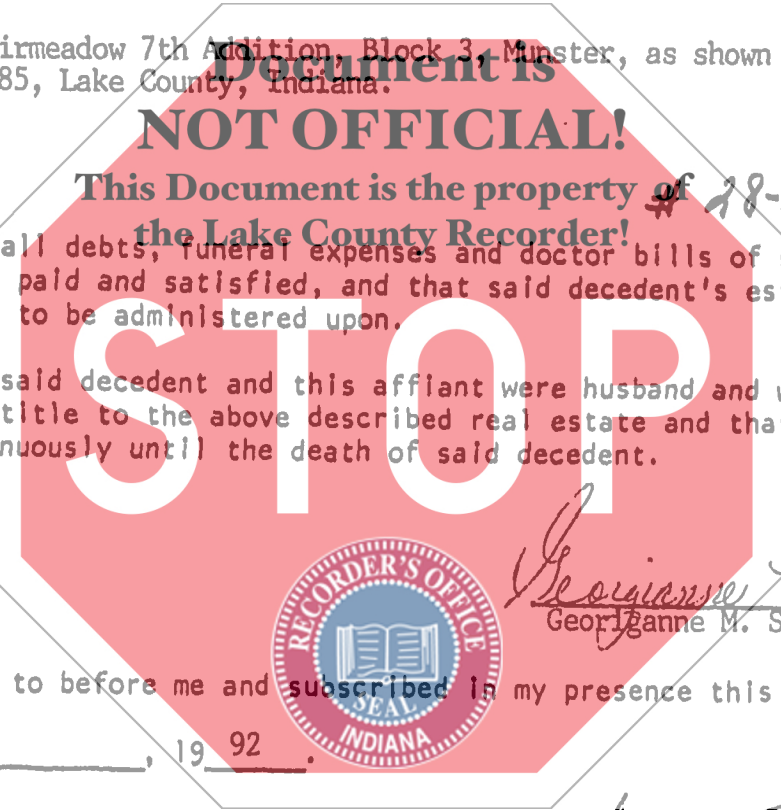 irmeadow 7th Addition, Block 3, Munster, as shown
85, Lake County, Indiana.
Document is
NOT OFFICIAL!
This Document is the property of
the Lake County Recorder!
# 28-
all debts, funeral expenses and doctor bills of
paid and satisfied, and that said decedent's es
to be administered upon.
STOP
said decedent and this affiant were husband and w
title to the above described real estate and tha
nuously until the death of said decedent.
Georgianne
Georgianne M. S
RECORDER'S OFFICE
SEAL
INDIANA
to before me and subscribed in my presence this
, 19 92 .